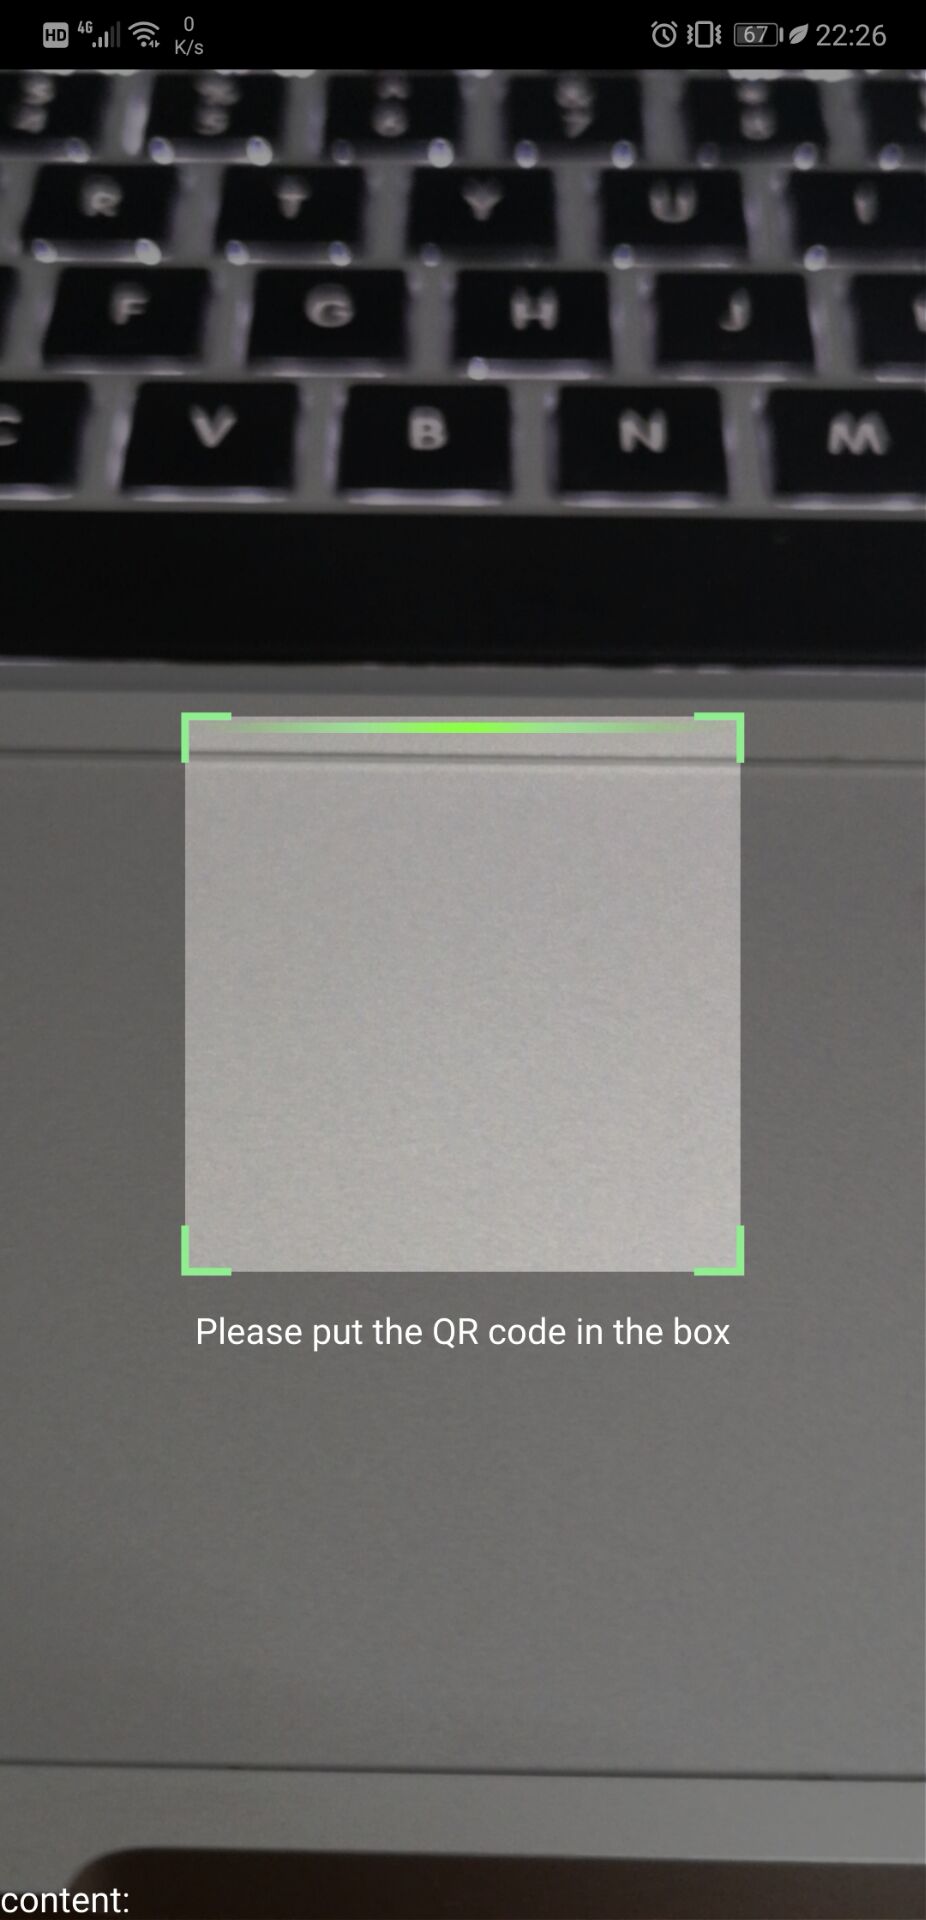 HD 4G 0 K/s 67 22:26
R T Y U I
F G H J
C V B N M
Please put the QR code in the box
content: